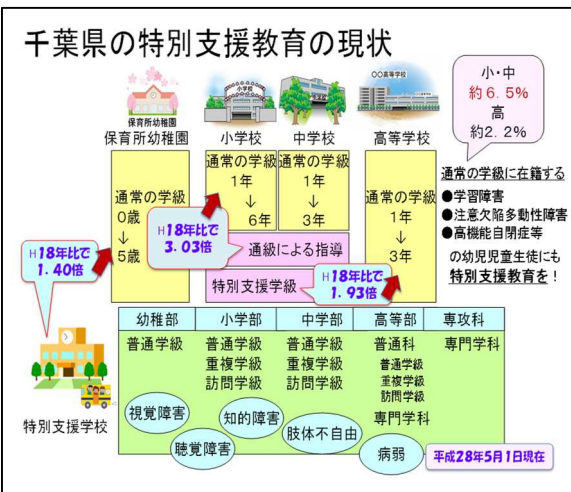 千葉県の特別支援教育の現状
保育所幼稚園
小学校
〇〇高等学校
保育所幼稚園
小学校
中学校
高等学校
小・中
約6.5%
高
約2.2%
通常の学級
0歳
↓
5歳
通常の学級
1年
↓
6年
通常の学級
1年
↓
3年
通常の学級
1年
↓
3年
通常の学級に在籍する
●学習障害
●注意欠陥多動性障害
●高機能自閉症等
の幼児児童生徒にも
特別支援教育を！
H18年比で
3.03倍
通級による指導
H18年比で
1.40倍
特別支援学級
H18年比で
1.93倍
特別支援学校
幼稚部
小学部
中学部
高等部
専攻科
普通学級
普通学級
重複学級
訪問学級
普通学級
重複学級
訪問学級
普通科
普通学級
重複学級
訪問学級
専門学科
専門学科
視覚障害
聴覚障害
知的障害
肢体不自由
病弱
平成28年5月1日現在